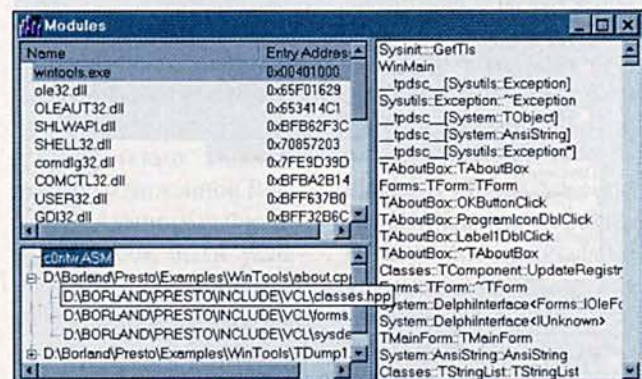 Modules
Name Entry Address
wintools.exe 0x00401000
ole32.dll 0x65F01629
OLEAUT32.dll 0x653414C1
SHLWAPI.dll 0xBFB62F3C
SHELL32.dll 0x70857203
comdlg32.dll 0x7FE9D39D
COMCTL32.dll 0xBFBA2B14
USER32.dll 0xBFF637B0
GDI32.dll 0xBFF32B6C
c0ntw.ASM
D:\Borland\Presto\Examples\WinTools\about.cpp
D:\BORLAND\PRESTO\INCLUDE\VCL\classes.hpp
D:\BORLAND\PRESTO\INCLUDE\VCL\forms.
D:\BORLAND\PRESTO\INCLUDE\VCL\sysde
D:\Borland\Presto\Examples\WinTools\TDump1.
Sysinit::GetTls
WinMain
__tpdsc__[Sysutils::Exception]
Sysutils::Exception::~Exception
__tpdsc__[System::TObject]
__tpdsc__[System::AnsiString]
__tpdsc__[Sysutils::Exception*]
TAboutBox::TAboutBox
Forms::TForm::TForm
TAboutBox::OKButtonClick
TAboutBox::ProgramIconDblClick
TAboutBox::Label1DblClick
TAboutBox::~TAboutBox
Classes::TComponent::UpdateRegistr
Forms::TForm::~TForm
System::DelphiInterface<Forms::IOleFo
System::DelphiInterface<IUnknown>
TMainForm::TMainForm
System::AnsiString::AnsiString
Classes::TStringList::TStringList